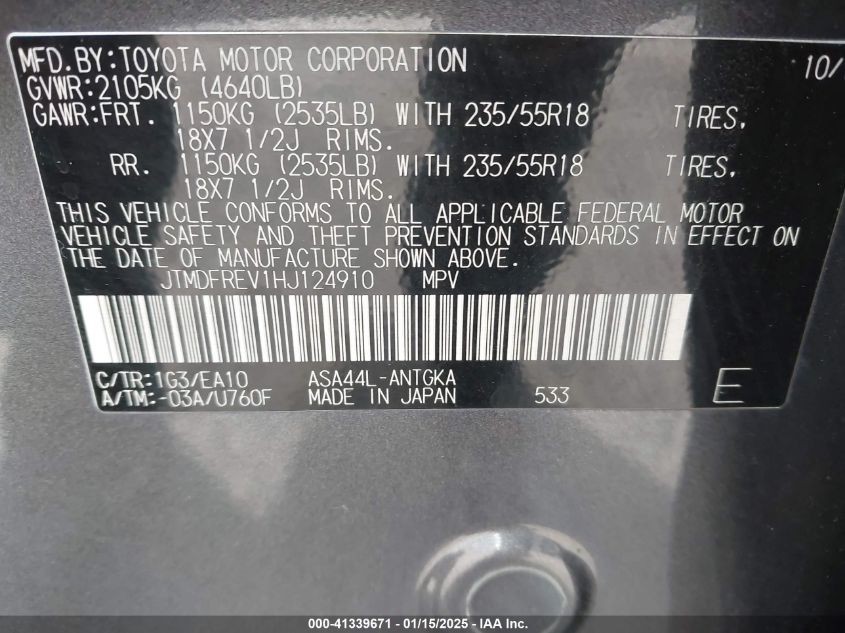 MFD.BY:TOYOTA MOTOR CORPORATION 10/
GVWR:2105KG (4640LB)
GAWR:FRT. 1150KG (2535LB) WITH 235/55R18 TIRES,
18X7 1/2J RIMS.
RR. 1150KG (2535LB) WITH 235/55R18 TIRES,
18X7 1/2J RIMS.
THIS VEHICLE CONFORMS TO ALL APPLICABLE FEDERAL MOTOR
VEHICLE SAFETY AND THEFT PREVENTION STANDARDS IN EFFECT ON
THE DATE OF MANUFACTURE SHOWN ABOVE.
JTMDFREV1HJ124910 MPV
C/TR:1G3/EA10 ASA44L-ANTGKA
A/TM:-03A/U760F MADE IN JAPAN 533 E
000-41339671 - 01/15/2025 - IAA Inc.